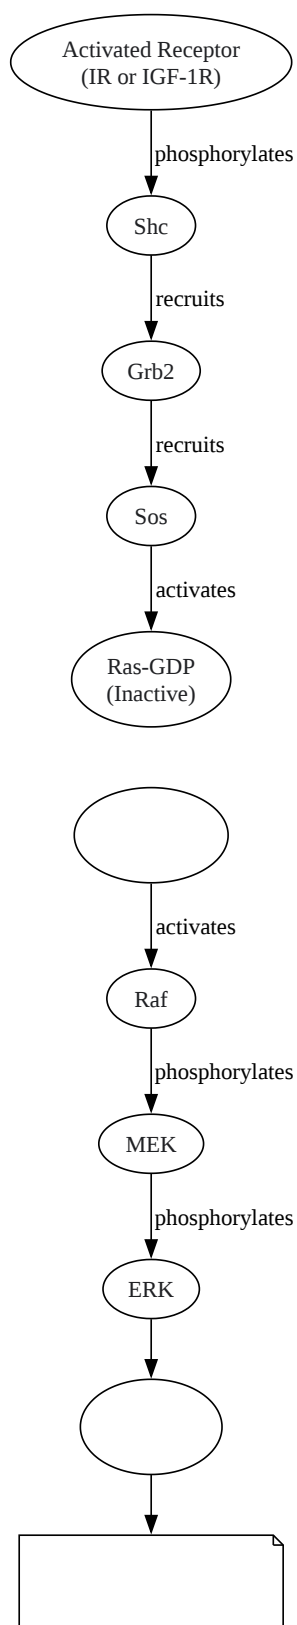 Activated Receptor
(IR or IGF-1R)
phosphorylates
Shc
recruits
Grb2
recruits
Sos
activates
Ras-GDP
(Inactive)
activates
Raf
phosphorylates
MEK
phosphorylates
ERK